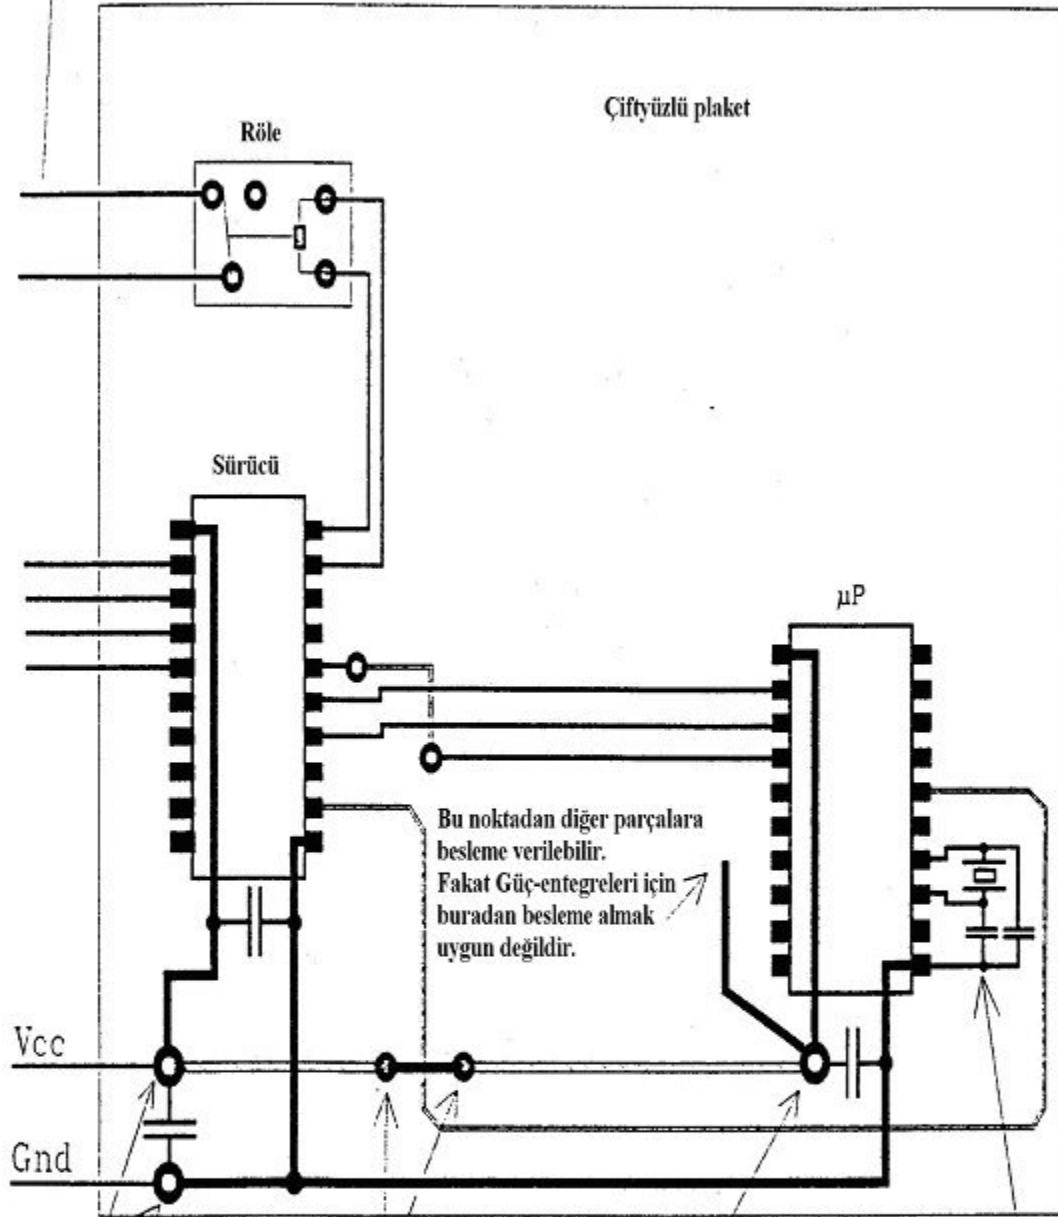 Çiftyüzlü plaket
Röle
Sürücü
µP
Bu noktadan diğer parçalara
besleme verilebilir.
Fakat Güç-entegreleri için
buradan besleme almak
uygun değildir.
Vcc
Gnd